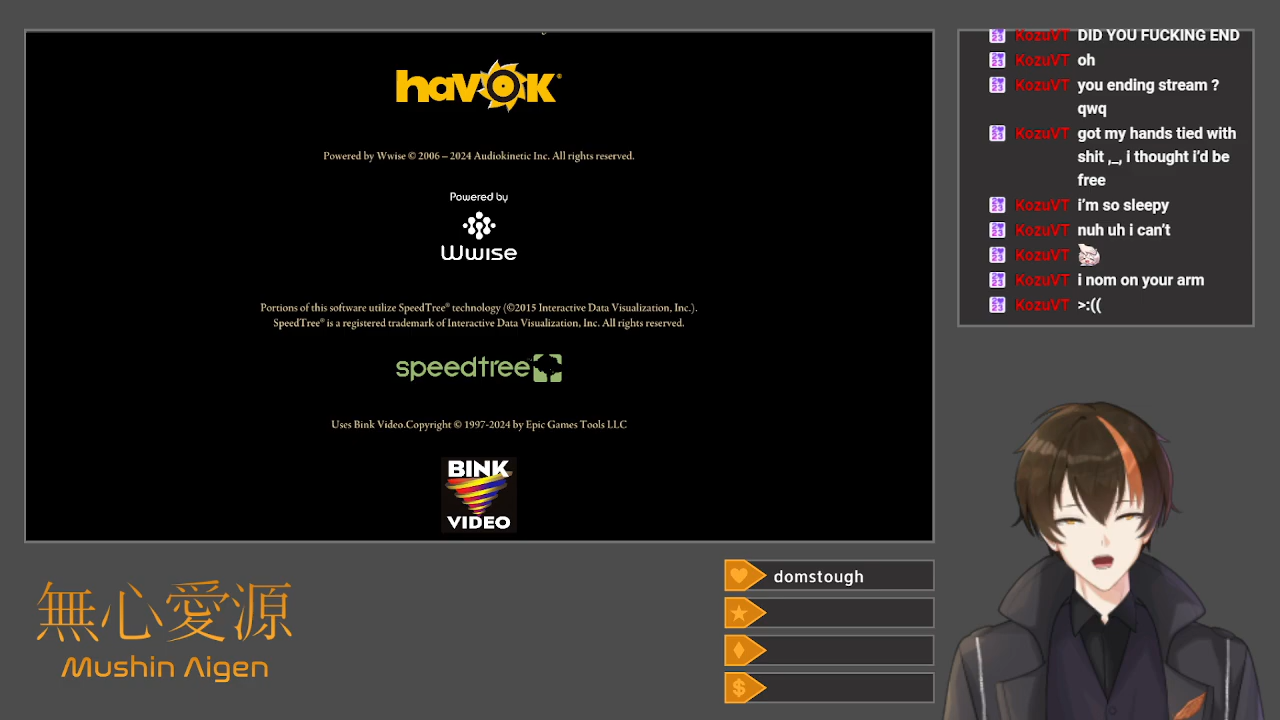 havok
Powered by Wwise © 2006 – 2024 Audiokinetic Inc. All rights reserved.
Powered by
Wwise
Portions of this software utilize SpeedTree® technology (©2015 Interactive Data Visualization, Inc.).
SpeedTree® is a registered trademark of Interactive Data Visualization, Inc. All rights reserved.
speedtree
Uses Bink Video.Copyright © 1997-2024 by Epic Games Tools LLC
BINK
VIDEO
KozuVT DID YOU FUCKING END
KozuVT oh
KozuVT you ending stream ?
qwq
KozuVT got my hands tied with
shit ,_, i thought i'd be
free
KozuVT i'm so sleepy
KozuVT nuh uh i can't
KozuVT
KozuVT i nom on your arm
KozuVT >:((
無心愛源
Mushin Aigen
domstough
$